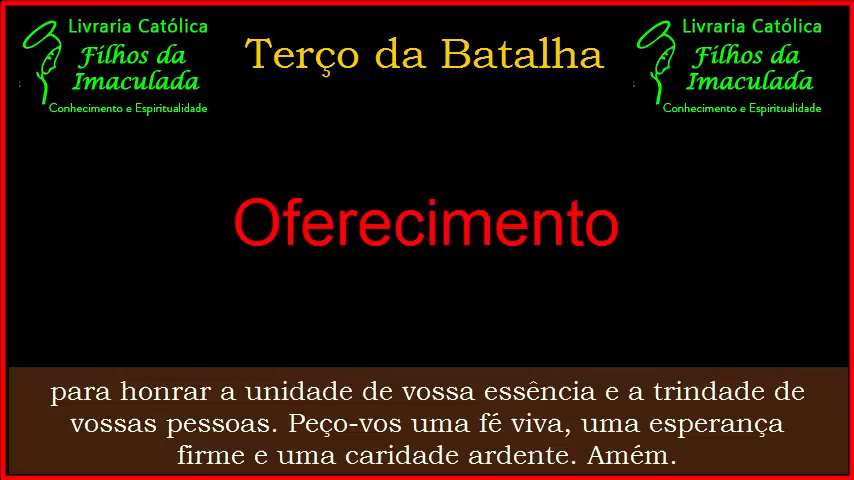 Livraria Católica
Filhos da
Imaculada
Conhecimento e Espiritualidade
Terço da Batalha
Livraria Católica
Filhos da
Imaculada
Conhecimento e Espiritualidade
Oferecimento
para honrar a unidade de vossa essência e a trindade de
vossas pessoas. Peço-vos uma fé viva, uma esperança
firme e uma caridade ardente. Amém.